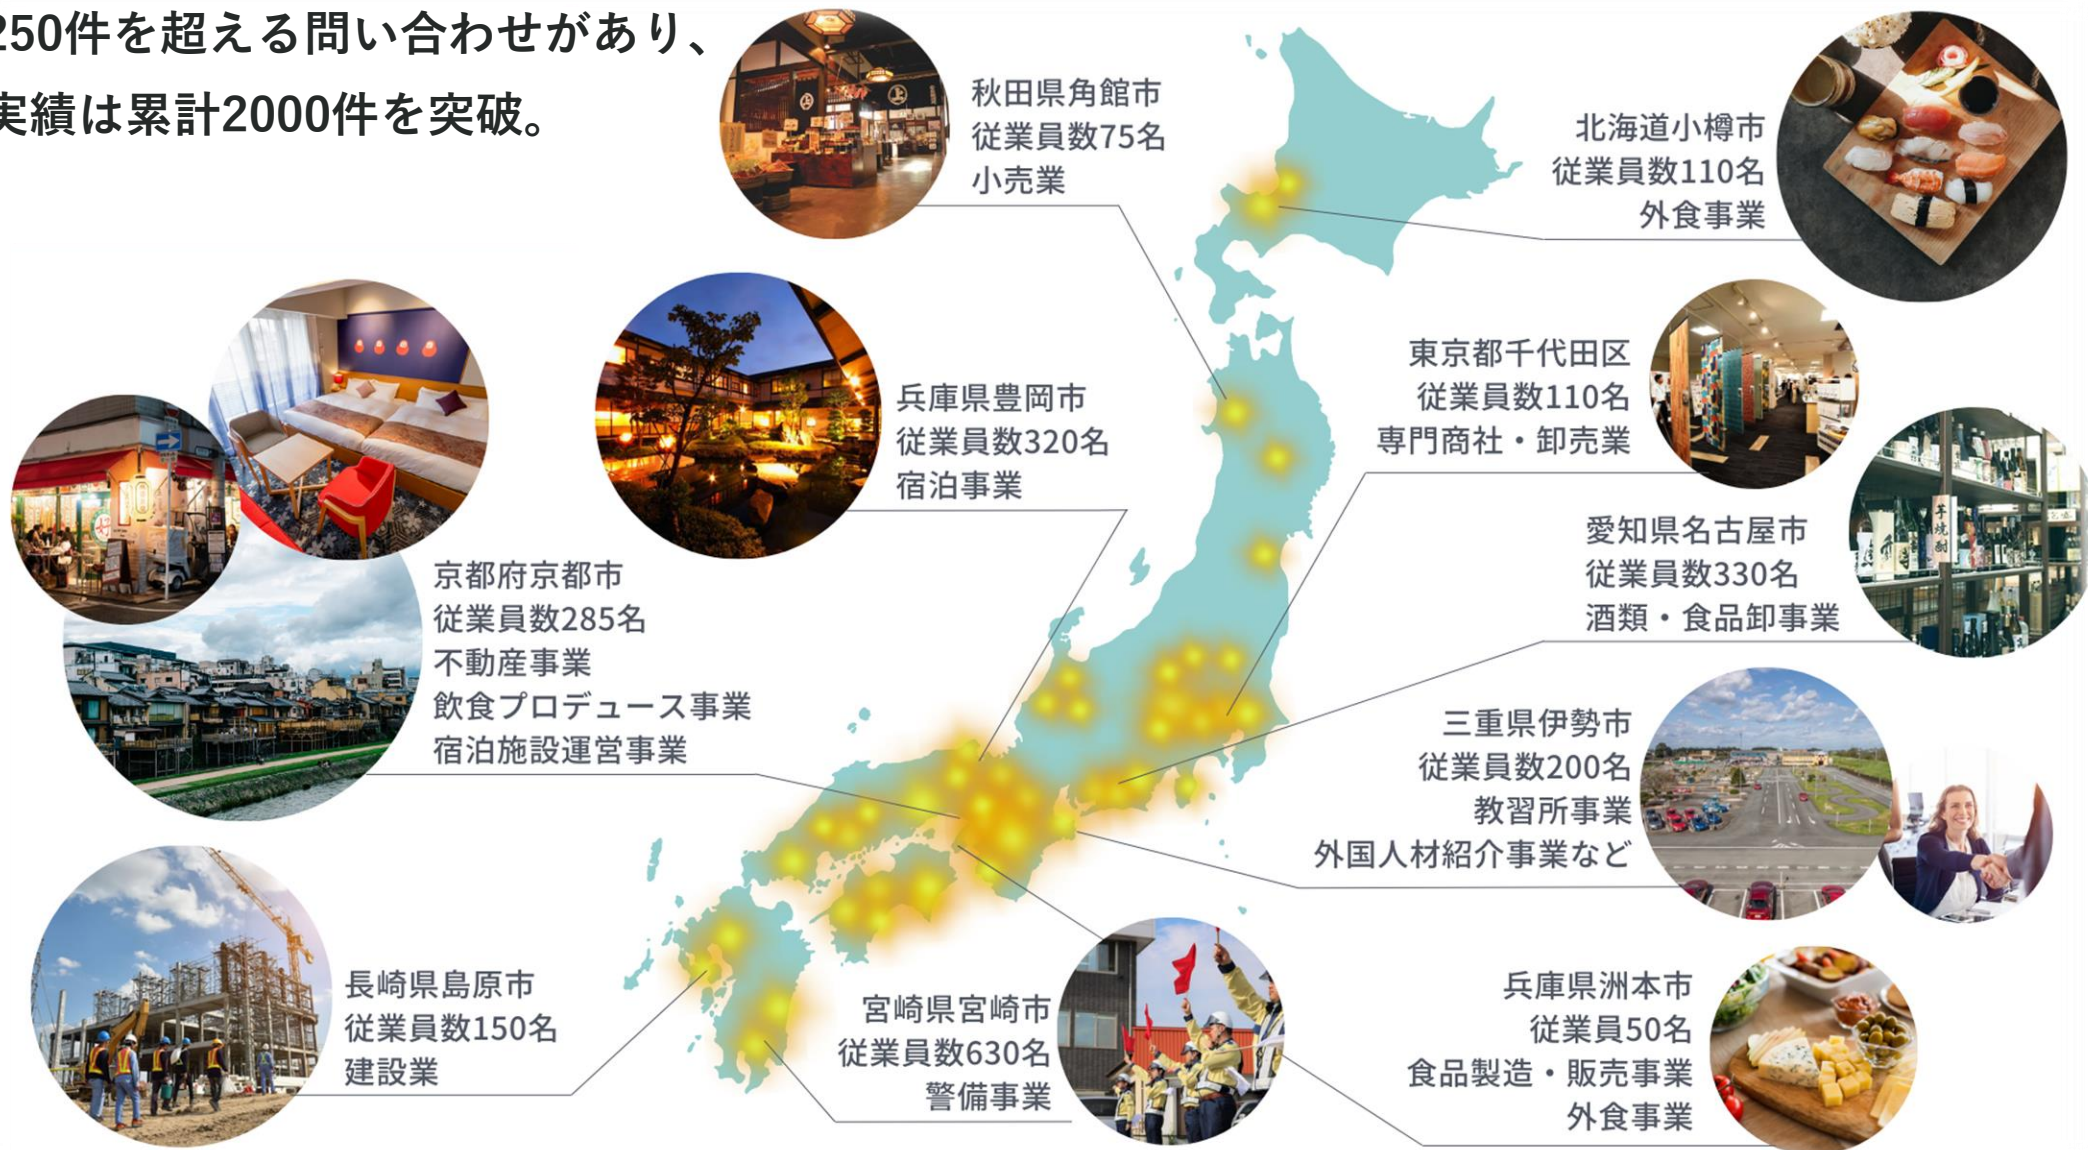 250件を超える問い合わせがあり、
実績は累計2000件を突破。
秋田県角館市
従業員数75名
小売業
北海道小樽市
従業員数110名
外食事業
兵庫県豊岡市
従業員数320名
宿泊事業
東京都千代田区
従業員数110名
専門商社・卸売業
京都府京都市
従業員数285名
不動産事業
飲食プロデュース事業
宿泊施設運営事業
愛知県名古屋市
従業員数330名
酒類・食品卸事業
芋焼酎
三重県伊勢市
従業員数200名
教習所事業
外国人材紹介事業など
長崎県島原市
従業員数150名
建設業
宮崎県宮崎市
従業員数630名
警備事業
兵庫県洲本市
従業員50名
食品製造・販売事業
外食事業